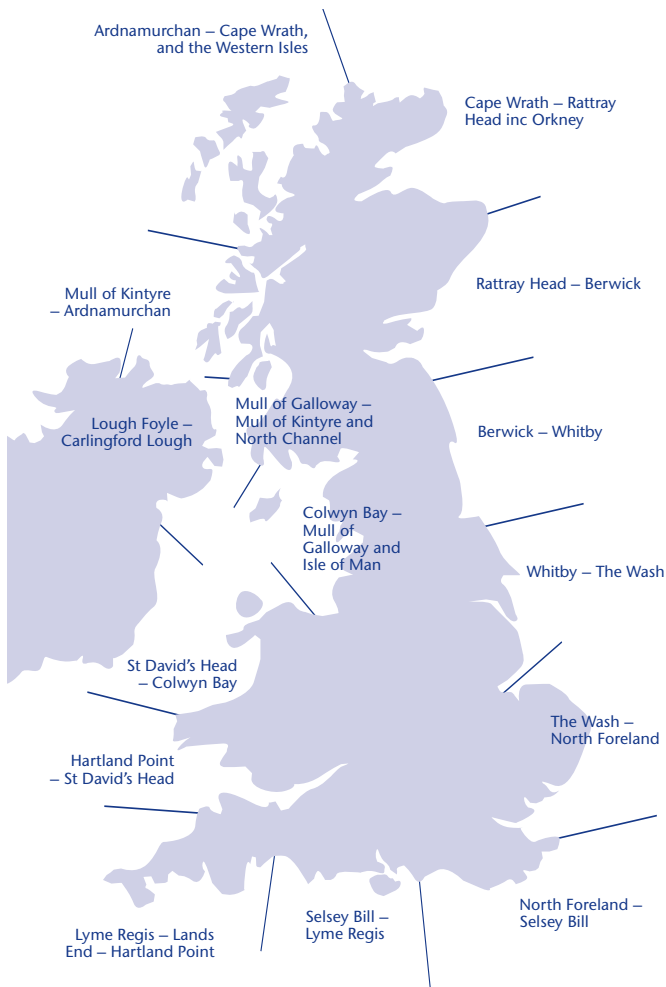 Ardnamurchan – Cape Wrath,
and the Western Isles
Cape Wrath – Rattray
Head inc Orkney
Rattray Head – Berwick
Mull of Kintyre
– Ardnamurchan
Lough Foyle –
Carlingford Lough
Mull of Galloway –
Mull of Kintyre and
North Channel
Berwick – Whitby
Colwyn Bay –
Mull of
Galloway and
Isle of Man
Whitby – The Wash
St David’s Head
– Colwyn Bay
The Wash –
North Foreland
Hartland Point
– St David’s Head
North Foreland –
Selsey Bill
Selsey Bill –
Lyme Regis
Lyme Regis – Lands
End – Hartland Point